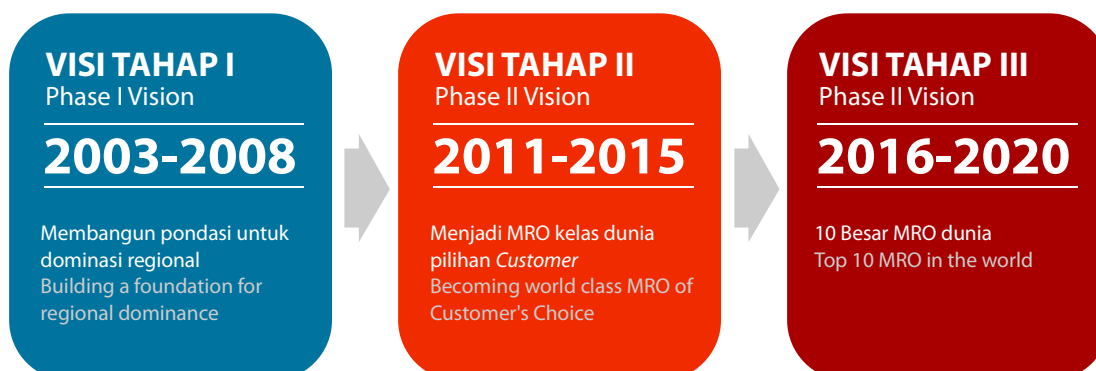 VISI TAHAP I
Phase I Vision
2003-2008
Membangun pondasi untuk
dominasi regional
Building a foundation for
regional dominance
VISI TAHAP II
Phase II Vision
2011-2015
Menjadi MRO kelas dunia
pilihan Customer
Becoming world class MRO of
Customer's Choice
VISI TAHAP III
Phase II Vision
2016-2020
10 Besar MRO dunia
Top 10 MRO in the world